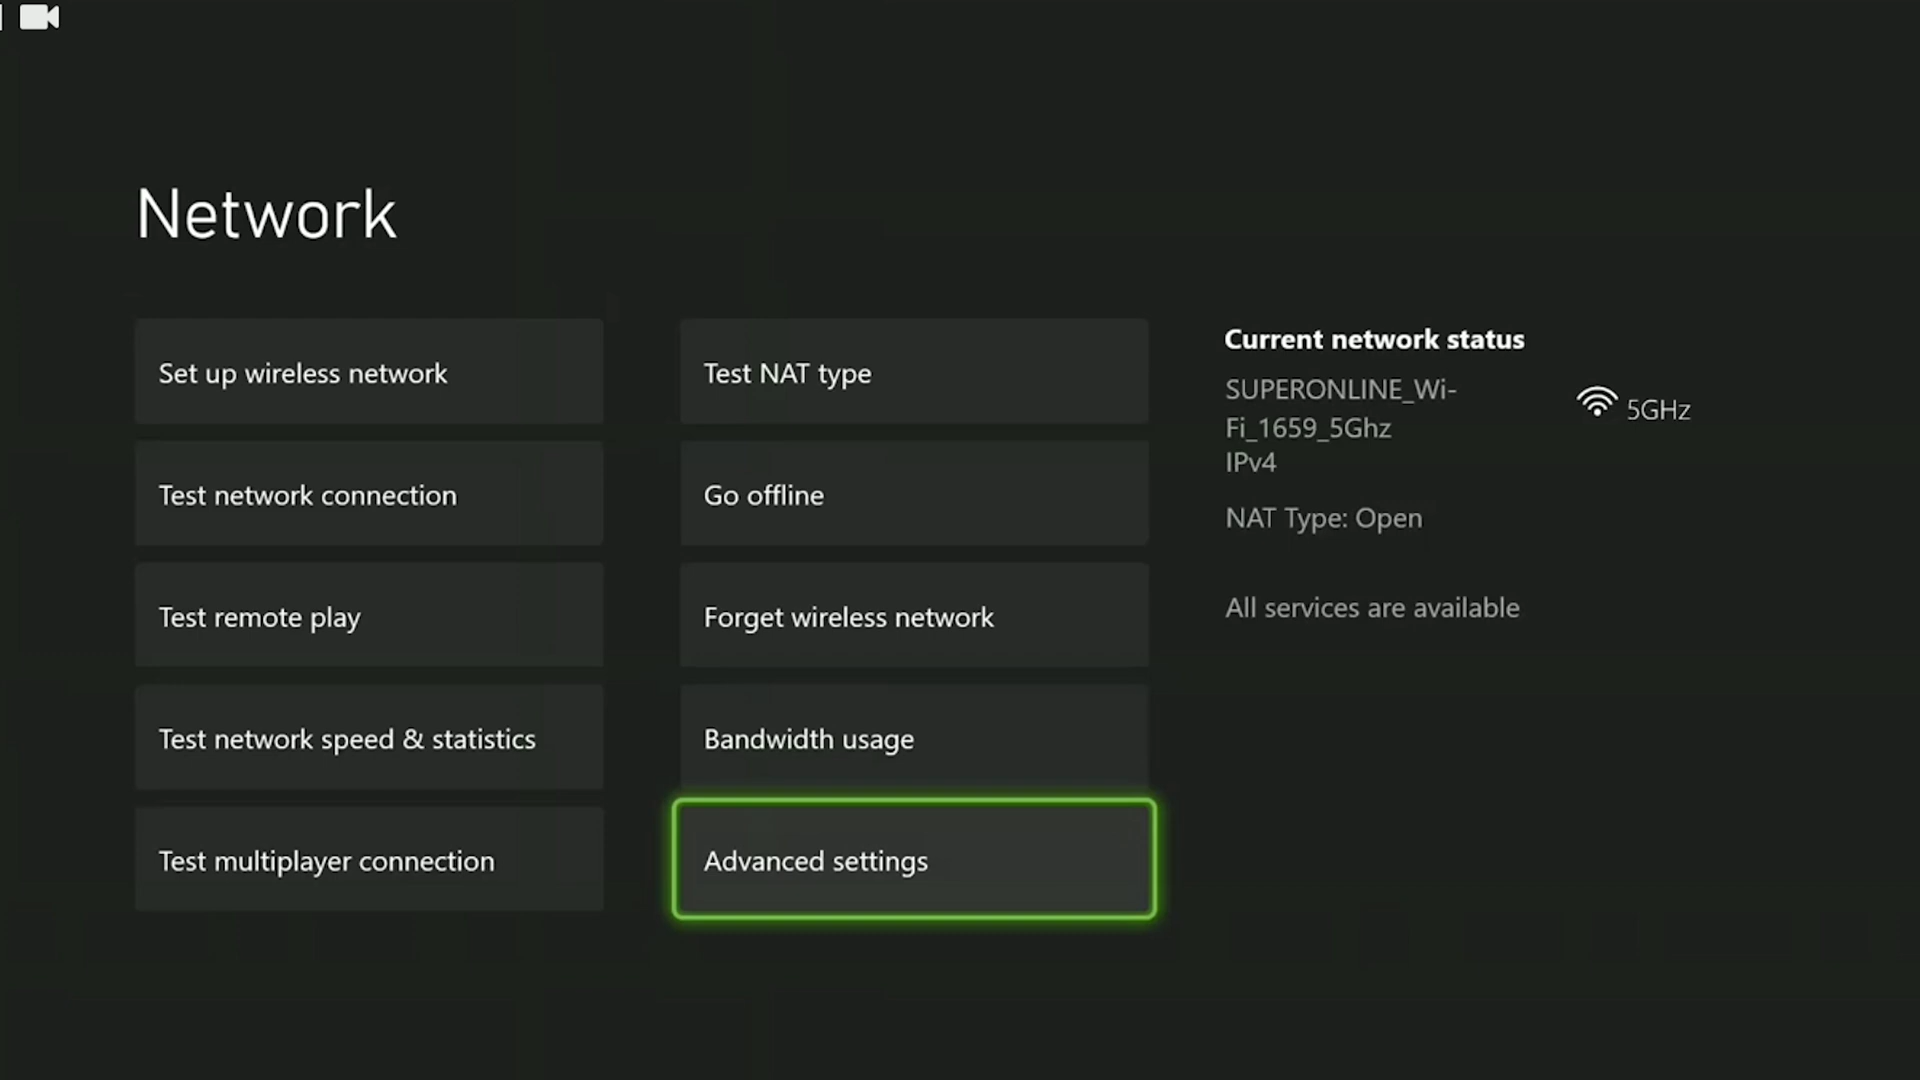 Network
Set up wireless network
Test network connection
Test remote play
Test network speed & statistics
Test multiplayer connection
Test NAT type
Go offline
Forget wireless network
Bandwidth usage
Advanced settings
Current network status
SUPERONLINE_Wi-
Fi_1659_5Ghz
IPv4
5GHz
NAT Type: Open
All services are available